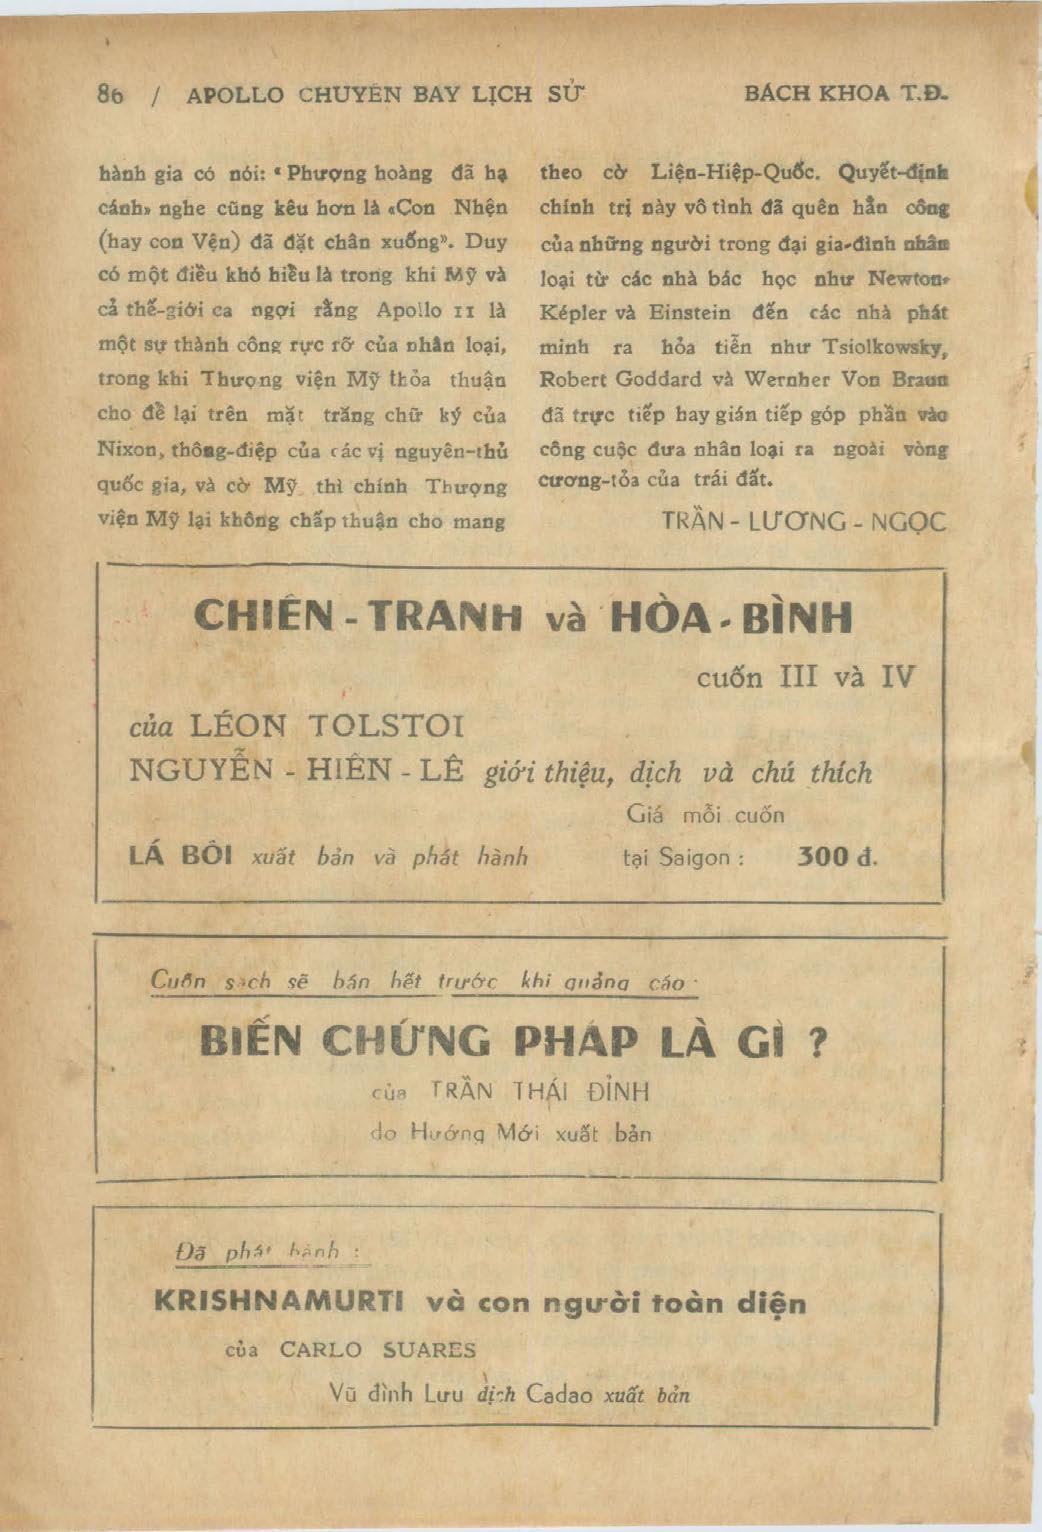 86 / APOLLO CHUYẾN BAY LỊCH SỬ
BÁCH KHOA T.Đ.
hành gia có nói: «Phượng hoàng đã hạ
cánh» nghe cũng kêu hơn là «Con Nhện
(hay con Vện) đã đặt chân xuống». Duy
có một điều khó hiểu là trong khi Mỹ và
cả thế-giới ca ngợi rằng Apollo 11 là
một sự thành công rực rỡ của nhân loại,
trong khi Thượng viện Mỹ thỏa thuận
cho để lại trên mặt trăng chữ ký của
Nixon, thông-điệp của các vị nguyên-thủ
quốc gia, và cờ Mỹ thì chính Thượng
viện Mỹ lại không chấp thuận cho mang
theo cờ Liện-Hiệp-Quốc. Quyết-định
chính trị này vô tình đã quên hẳn công
của những người trong đại gia-đình nhân
loại từ các nhà bác học như Newton,
Képler và Einstein đến các nhà phát
minh ra hỏa tiễn như Tsiolkowsky,
Robert Goddard và Wernher Von Braun
đã trực tiếp hay gián tiếp góp phần vào
công cuộc đưa nhân loại ra ngoài vòng
cương-tỏa của trái đất.
TRẦN - LƯƠNG - NGỌC
CHIẾN - TRANH và HÒA - BÌNH
cuốn III và IV
của LÉON TOLSTOI
NGUYỄN - HIẾN - LÊ giới thiệu, dịch và chú thích
Giá mỗi cuốn
LÁ BỐI xuất bản và phát hành tại Saigon : 300 đ.
Cuốn sách sẽ bán hết trước khi quảng cáo
BIẾN CHỨNG PHÁP LÀ GÌ ?
của TRẦN THÁI ĐỈNH
do Hướng Mới xuất bản
Đã phát hành :
KRISHNAMURTI và con người toàn diện
của CARLO SUARES
Vũ đình Lưu dịch Cadao xuất bản